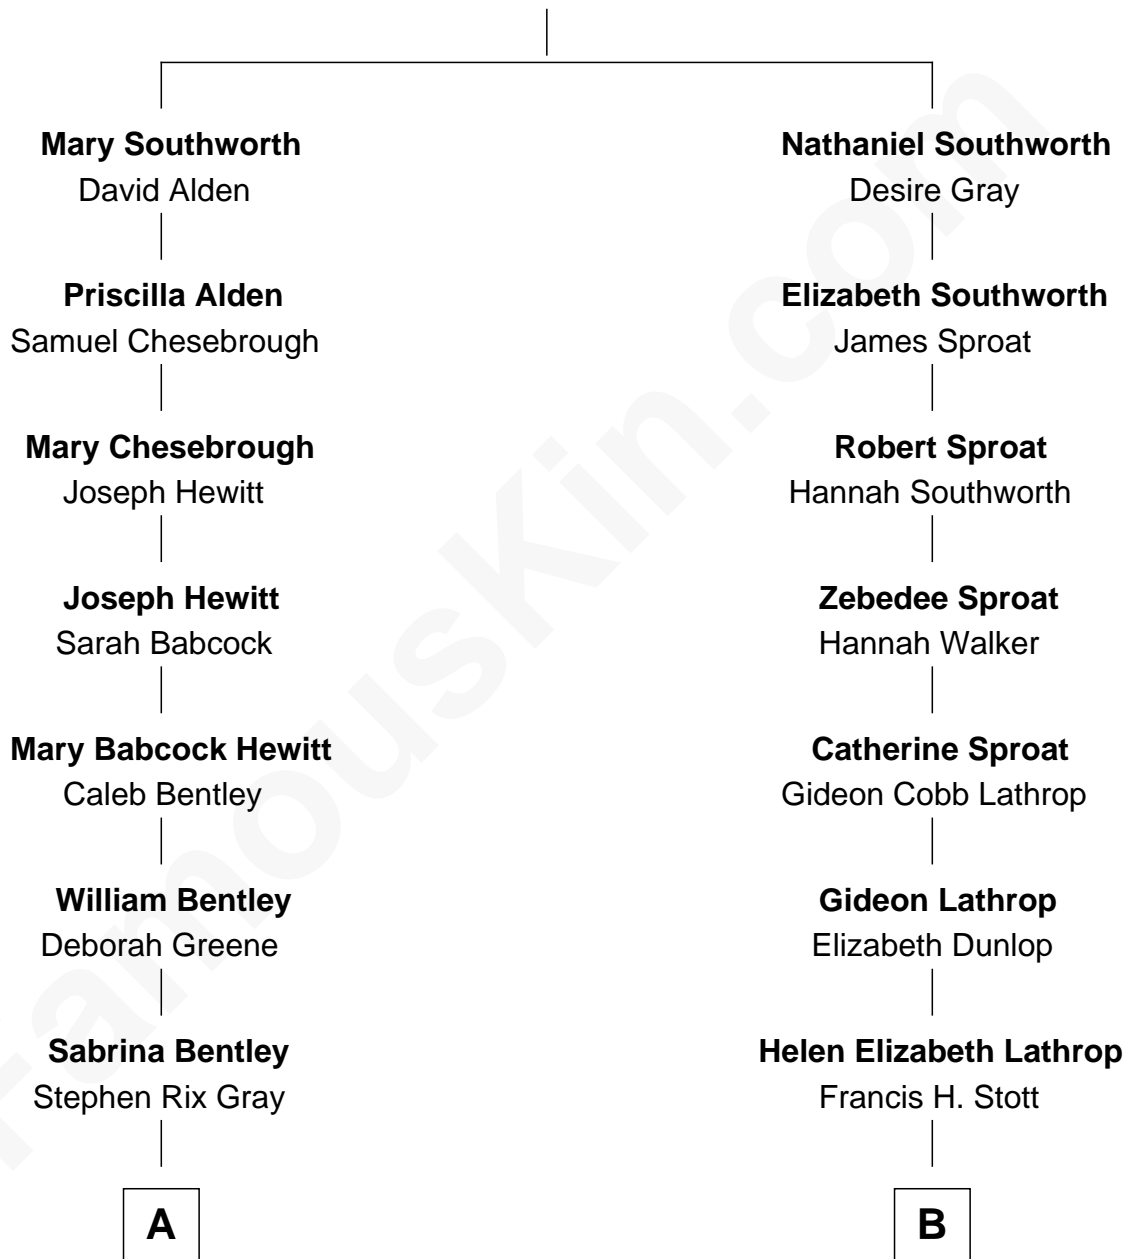 Mary Southworth
David Alden
Priscilla Alden
Samuel Chesebrough
Mary Chesebrough
Joseph Hewitt
Joseph Hewitt
Sarah Babcock
Mary Babcock Hewitt
Caleb Bentley
William Bentley
Deborah Greene
Sabrina Bentley
Stephen Rix Gray
A
Nathaniel Southworth
Desire Gray
Elizabeth Southworth
James Sproat
Robert Sproat
Hannah Southworth
Zebedee Sproat
Hannah Walker
Catherine Sproat
Gideon Cobb Lathrop
Gideon Lathrop
Elizabeth Dunlop
Helen Elizabeth Lathrop
Francis H. Stott
B
FamousKin.com